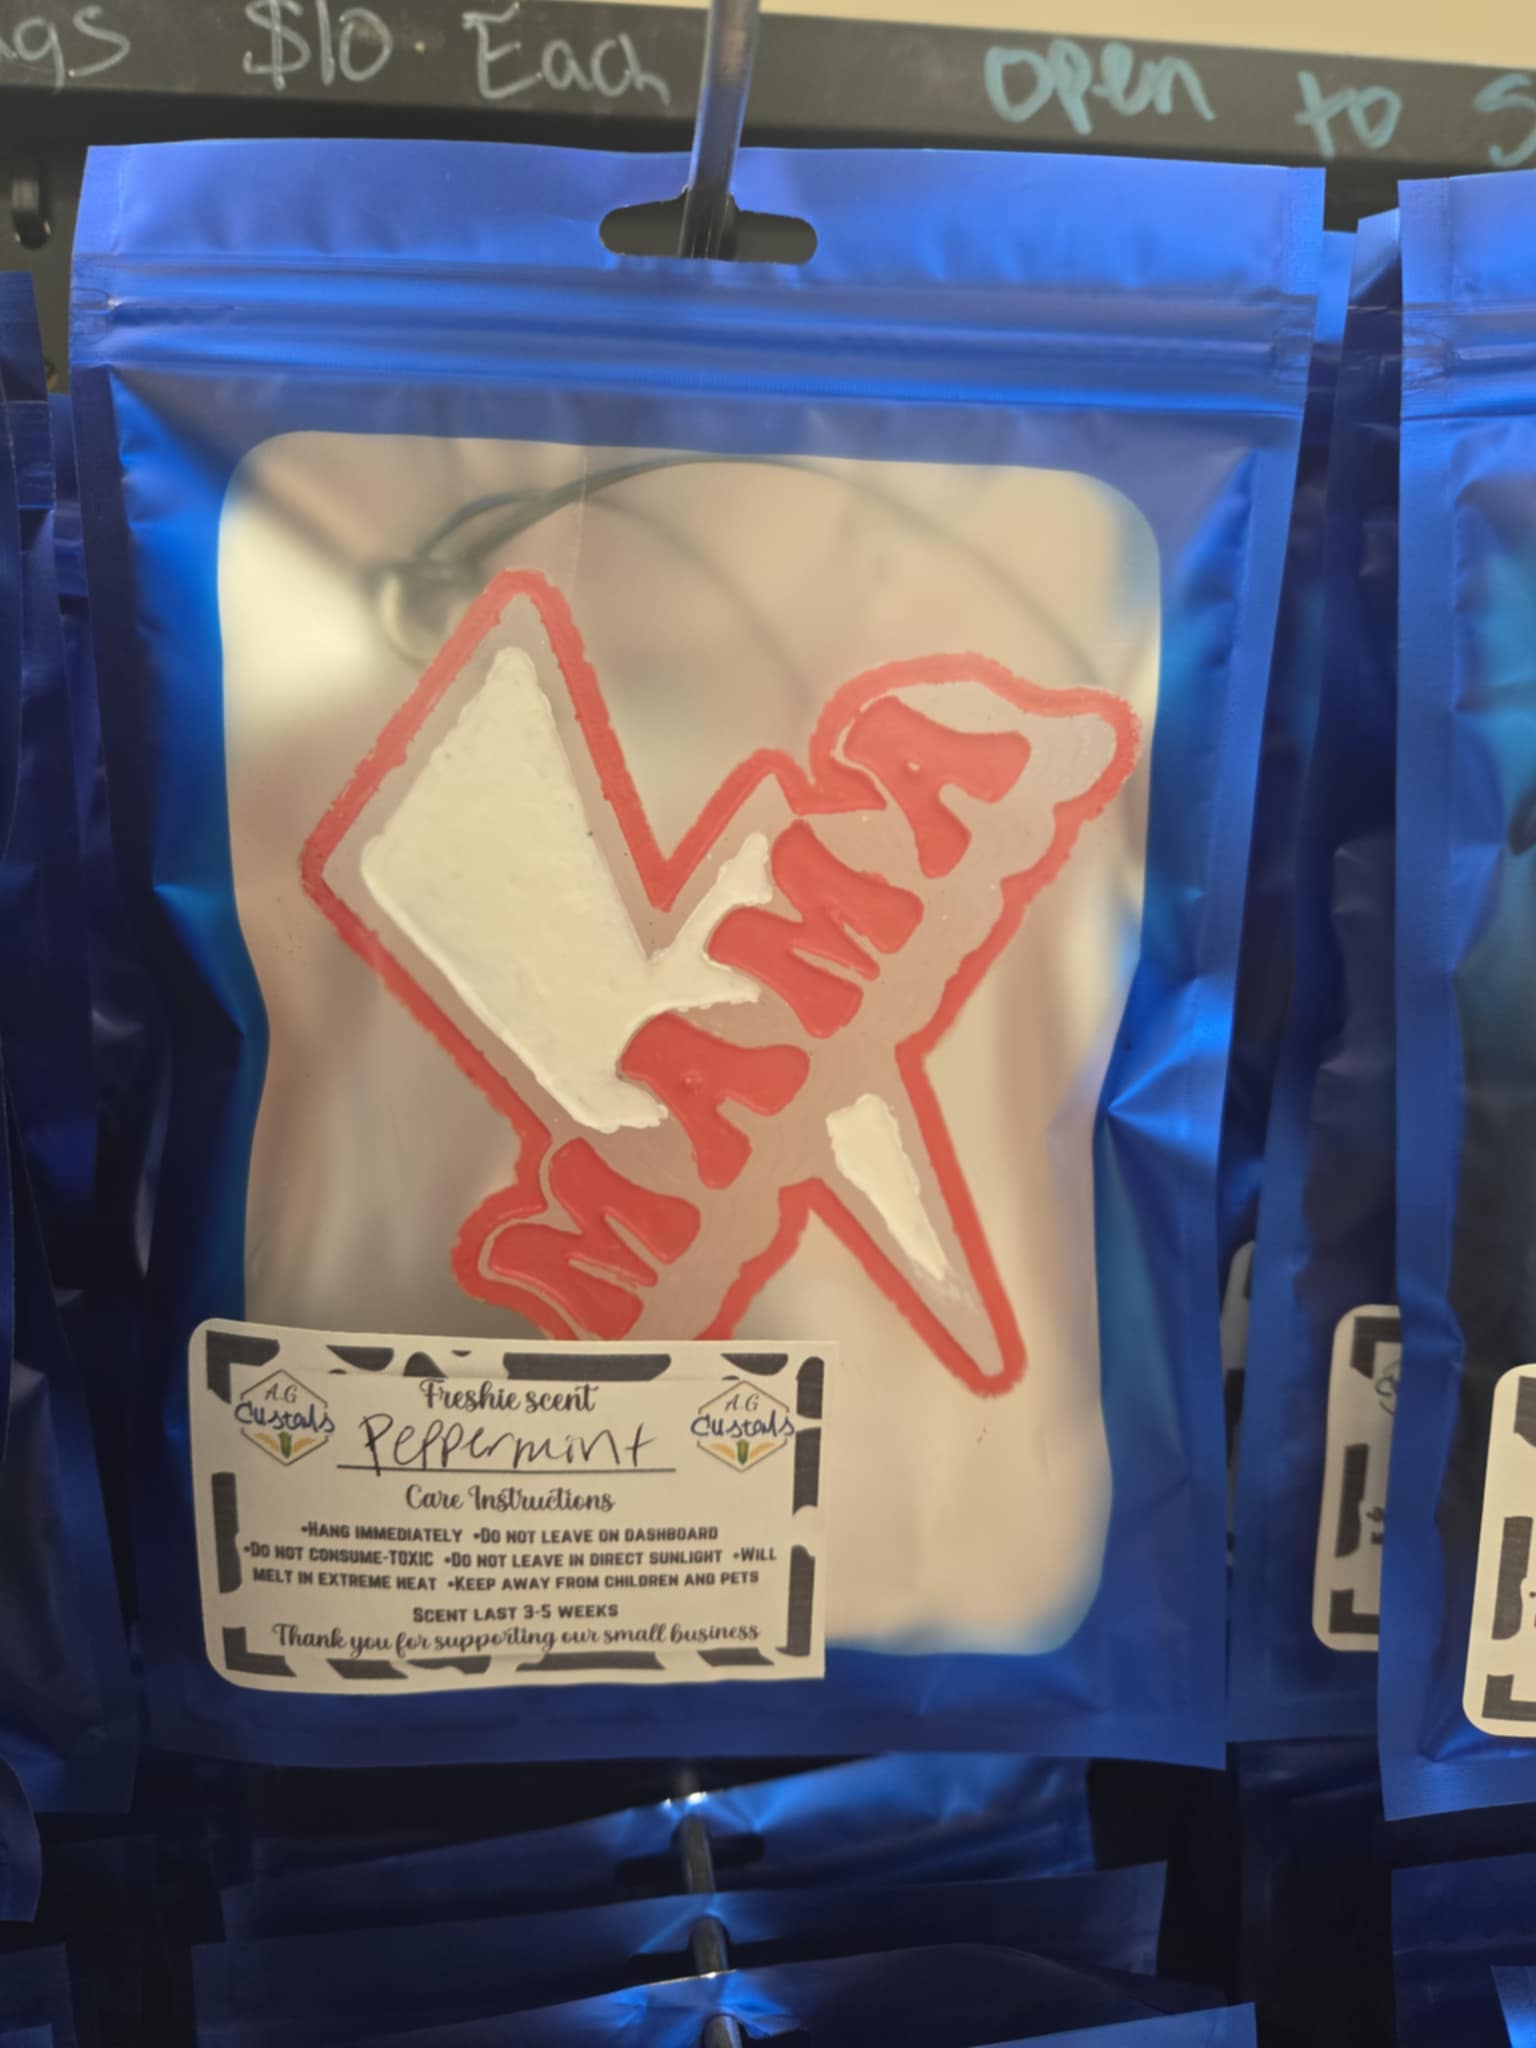 $10 Each open to
MAMA
Freshie scent
A.G Customs
Peppermint
A.G Customs
Care Instructions
•HANG IMMEDIATELY •DO NOT LEAVE ON DASHBOARD
•DO NOT CONSUME-TOXIC •DO NOT LEAVE IN DIRECT SUNLIGHT •WILL
MELT IN EXTREME HEAT •KEEP AWAY FROM CHILDREN AND PETS
SCENT LAST 3-5 WEEKS
Thank you for supporting our small business